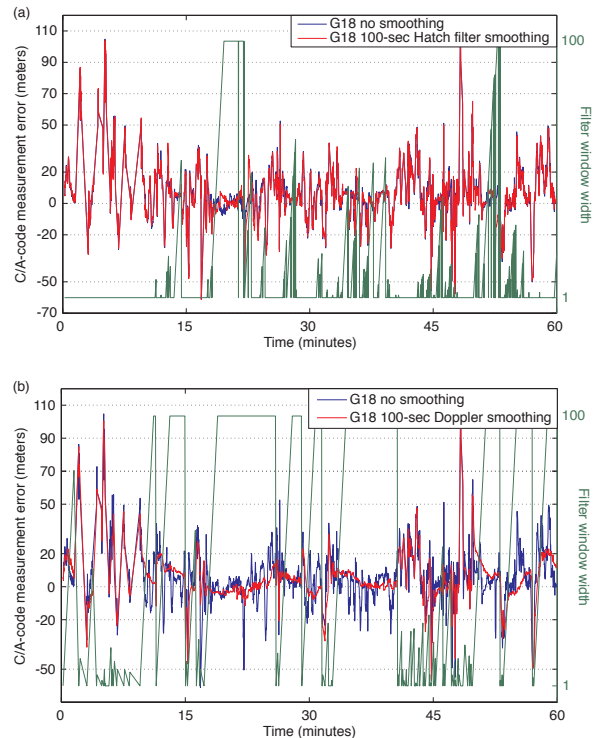 (a)
G18 no smoothing
G18 100-sec Hatch filter smoothing
C/A-code measurement error (meters)
110
90
70
50
20
0
-20
-50
-70
100
1
Filter window width
0
15
30
45
60
Time (minutes)
(b)
G18 no smoothing
G18 100-sec Doppler smoothing
C/A-code measurement error (meters)
110
90
70
50
20
0
-20
-50
100
1
Filter window width
0
15
30
45
60
Time (minutes)